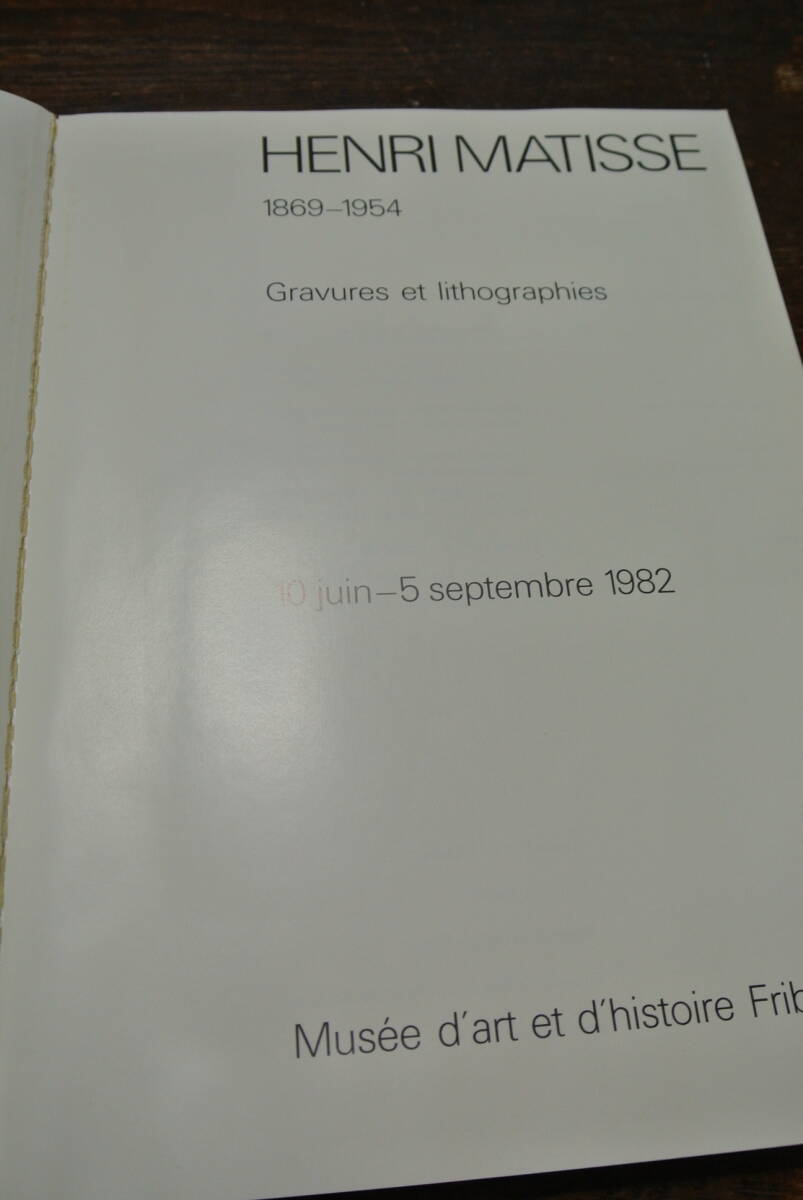 HENRI MATISSE
1869–1954
Gravures et lithographies
10 juin–5 septembre 1982
Musée d'art et d'histoire Frib